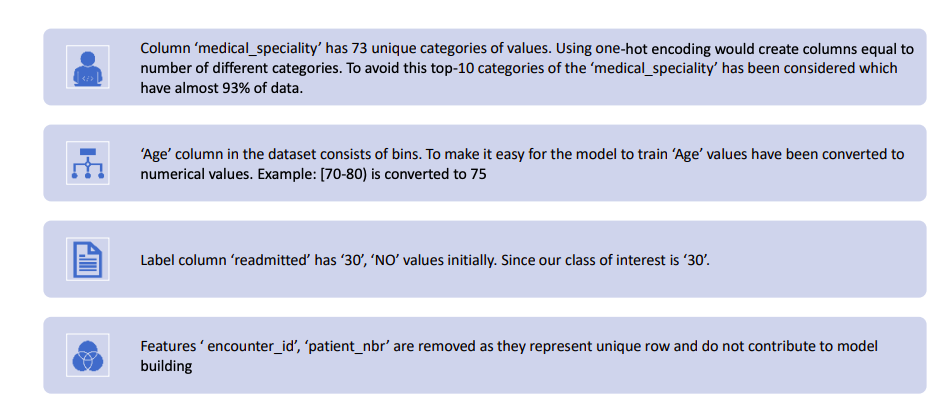 Column ‘medical_speciality’ has 73 unique categories of values. Using one-hot encoding would create columns equal to
number of different categories. To avoid this top-10 categories of the ‘medical_speciality’ has been considered which
have almost 93% of data.
‘Age’ column in the dataset consists of bins. To make it easy for the model to train ‘Age’ values have been converted to
numerical values. Example: [70-80) is converted to 75
Label column ‘readmitted’ has ‘30’, ‘NO’ values initially. Since our class of interest is ‘30’.
Features ‘ encounter_id’, ‘patient_nbr’ are removed as they represent unique row and do not contribute to model
building